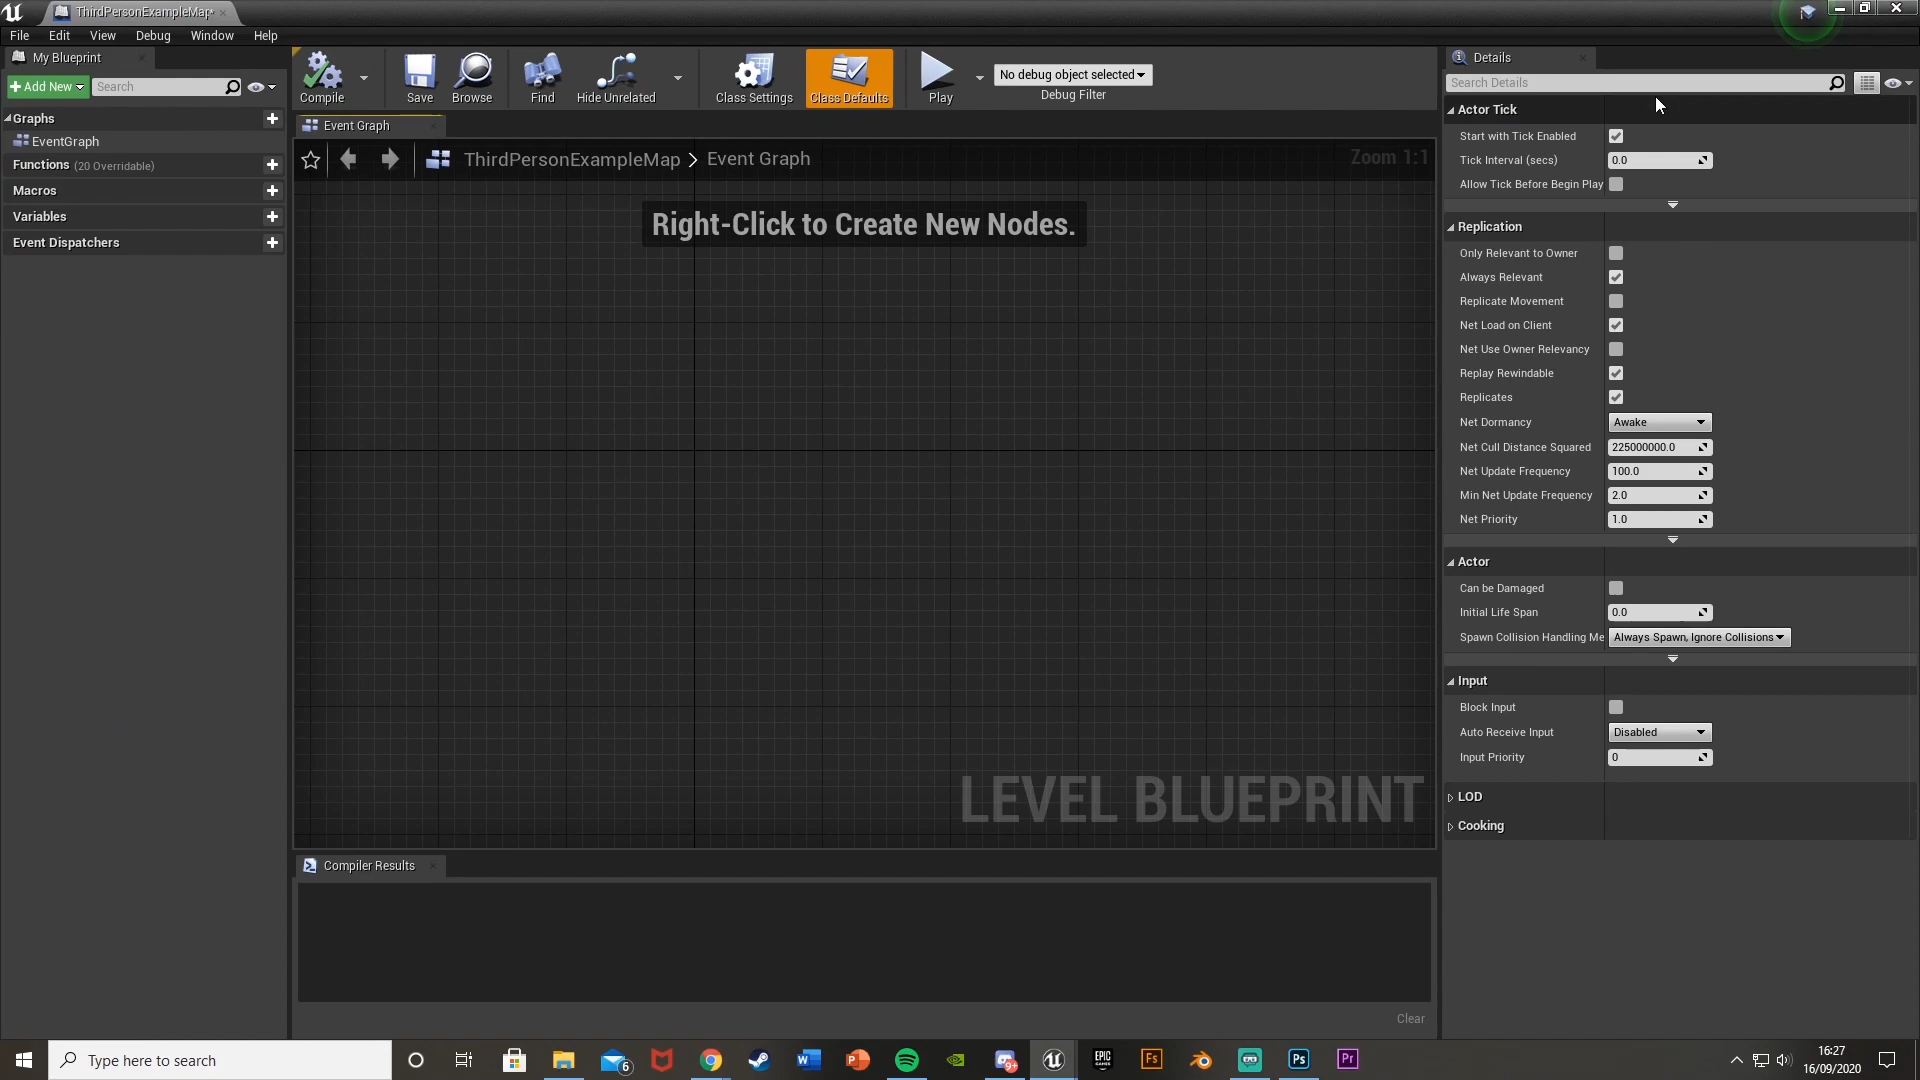 ThirdPersonExampleMap*
File Edit View Debug Window Help
My Blueprint
Add New
Search
Graphs
EventGraph
Functions (20 Overridable)
Macros
Variables
Event Dispatchers
Compile
Save
Browse
Find
Hide Unrelated
Class Settings
Class Defaults
Play
No debug object selected
Debug Filter
Event Graph
ThirdPersonExampleMap > Event Graph
Zoom 1:1
Right-Click to Create New Nodes.
LEVEL BLUEPRINT
Compiler Results
Clear
Details
Search Details
Actor Tick
Start with Tick Enabled
Tick Interval (secs) 0.0
Allow Tick Before Begin Play
Replication
Only Relevant to Owner
Always Relevant
Replicate Movement
Net Load on Client
Net Use Owner Relevancy
Replay Rewindable
Replicates
Net Dormancy Awake
Net Cull Distance Squared 225000000.0
Net Update Frequency 100.0
Min Net Update Frequency 2.0
Net Priority 1.0
Actor
Can be Damaged
Initial Life Span 0.0
Spawn Collision Handling Me Always Spawn, Ignore Collisions
Input
Block Input
Auto Receive Input Disabled
Input Priority 0
LOD
Cooking
Type here to search
6
W
P
9+
EPIC GAMES
Fs
Ps
Pr
16:27
16/09/2020